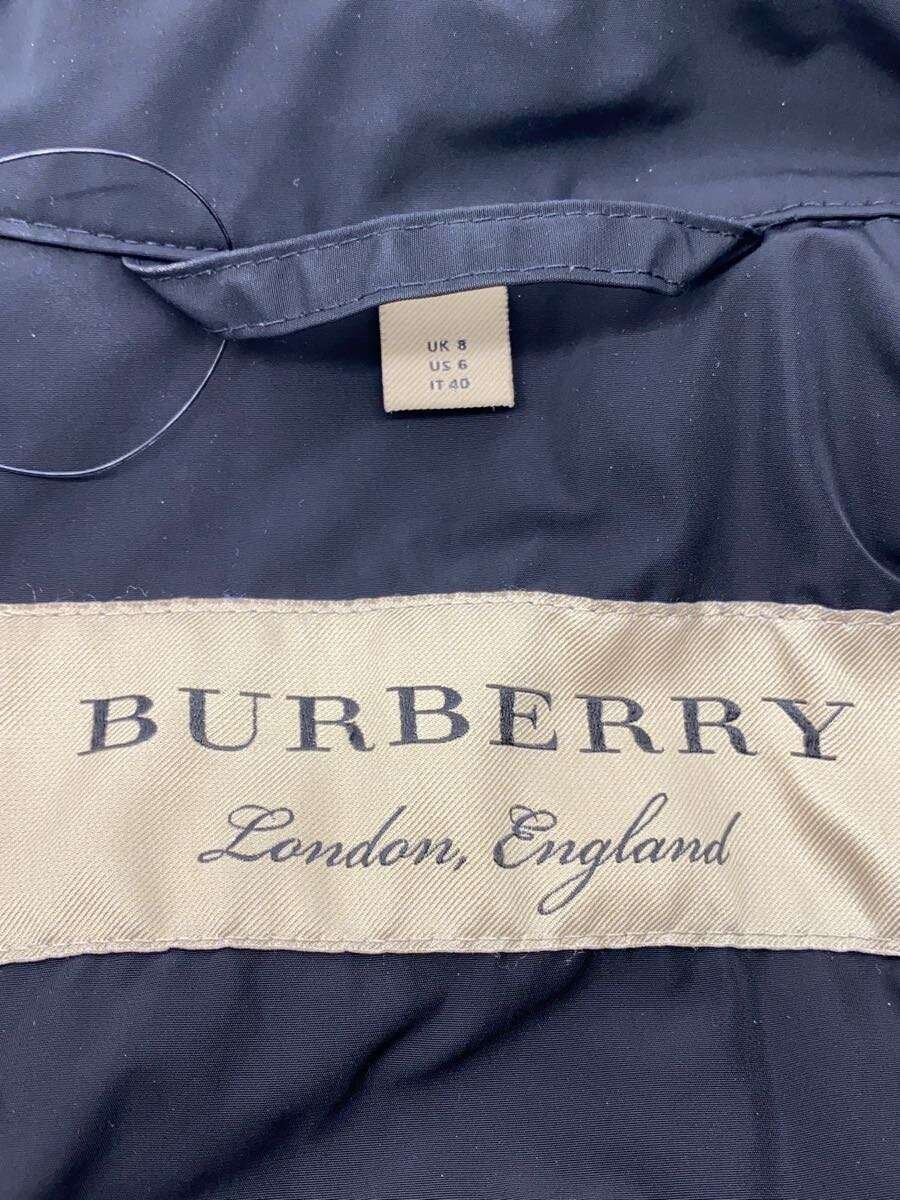 UK 8
US 6
IT 40
BURBERRY
London, England